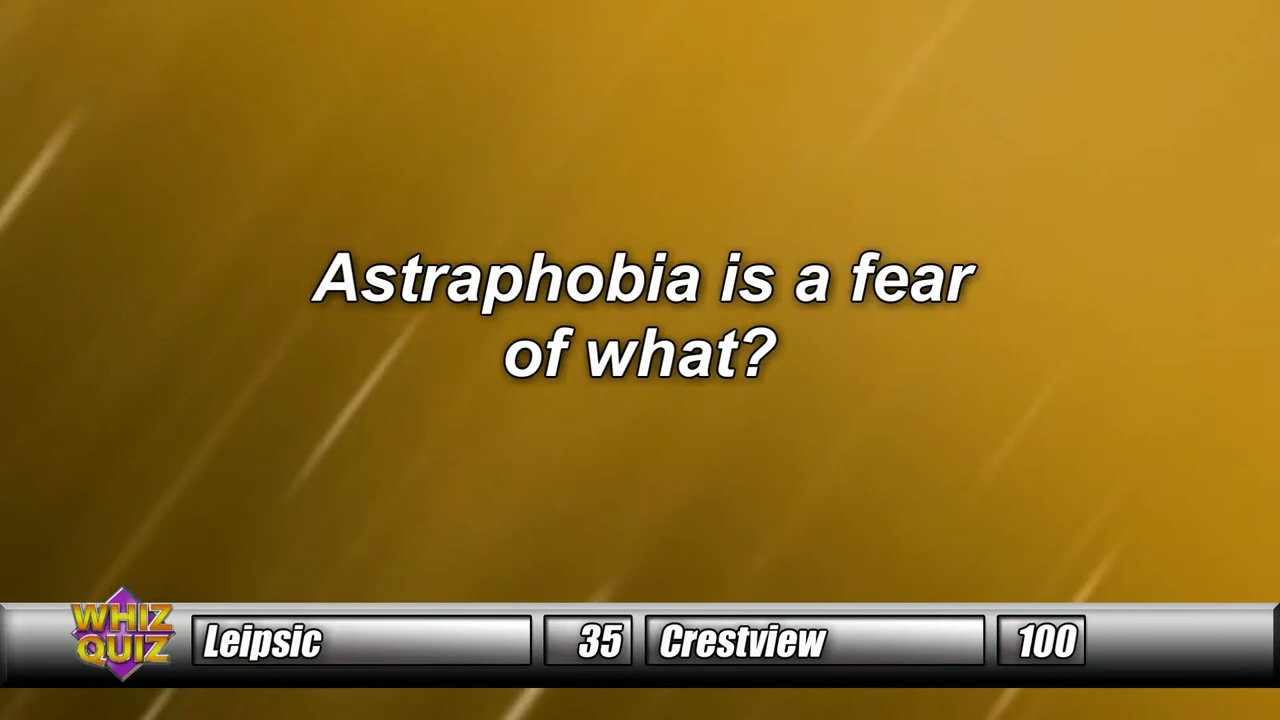 Astraphobia is a fear
of what?
WHIZ
QUIZ
Leipsic 35 Crestview 100